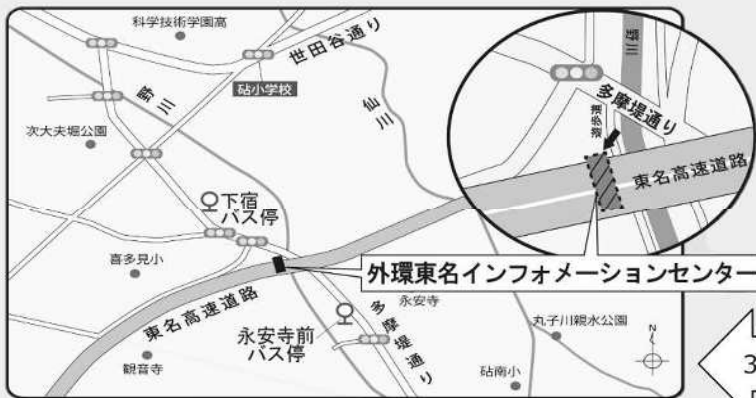 科学技術学園高
世田谷通り
砧小学校
野川
仙川
次大夫堀公園
下宿
バス停
喜多見小
東名高速道路
観音寺
永安寺前
バス停
多摩堤通り
永安寺
丸子川親水公園
砧南小
N
外環東名インフォメーションセンター
野川
多摩堤通り
遊歩道
東名高速道路
3